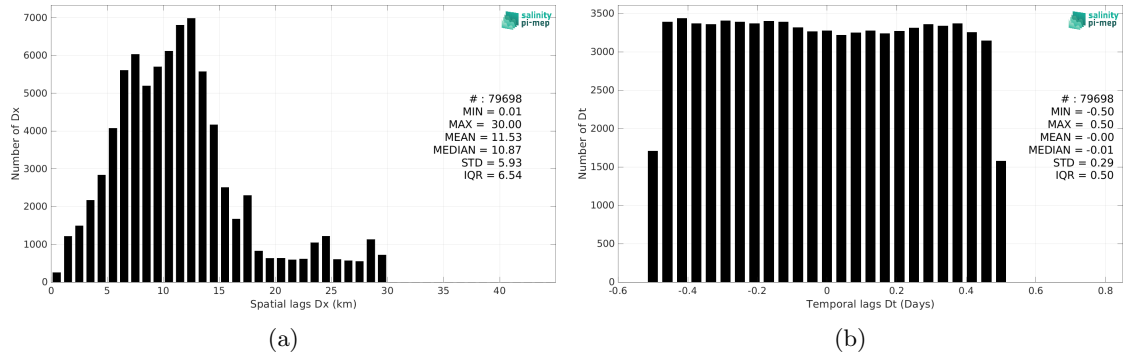 7000
6000
5000
4000
3000
2000
1000
0
Number of Dx
salinity
pi-mep
# : 79698
MIN = 0.01
MAX = 30.00
MEAN = 11.53
MEDIAN = 10.87
STD = 5.93
IQR = 6.54
0 5 10 15 20 25 30 35 40
Spatial lags Dx (km)
(a)
3500
3000
2500
2000
1500
1000
500
0
Number of Dt
salinity
pi-mep
# : 79698
MIN = -0.50
MAX = 0.50
MEAN = -0.00
MEDIAN = -0.01
STD = 0.29
IQR = 0.50
-0.6 -0.4 -0.2 0 0.2 0.4 0.6 0.8
Temporal lags Dt (Days)
(b)